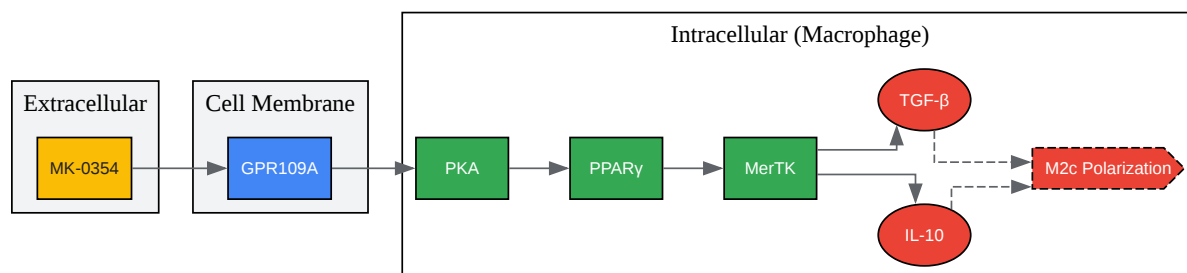 Intracellular (Macrophage)
Extracellular
Cell Membrane
MK-0354
GPR109A
PKA
PPARγ
MerTK
TGF-β
IL-10
M2c Polarization